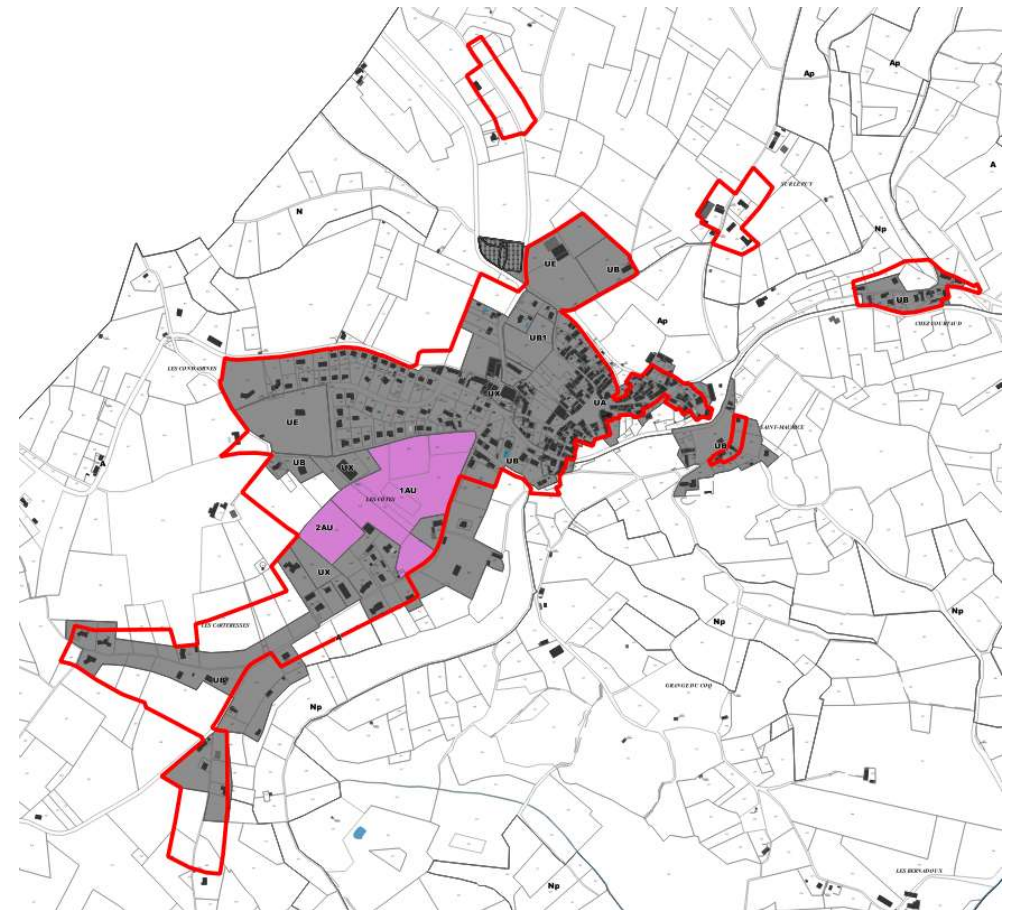 Ap
Ap
A
SUR LE PUY
N
Np
UE
UB
UB
Ap
CHEZ COURTAUD
UB1
LES CONDAMINES
UX
UA
UE
SAINT-MAURICE
UB
A
UB
UB
UX
1AU
LES COTES
2AU
UX
Np
Np
LES CARTERESSES
A
UB
GRANGE DU COQ
Np
LES BERNADOUX
Np